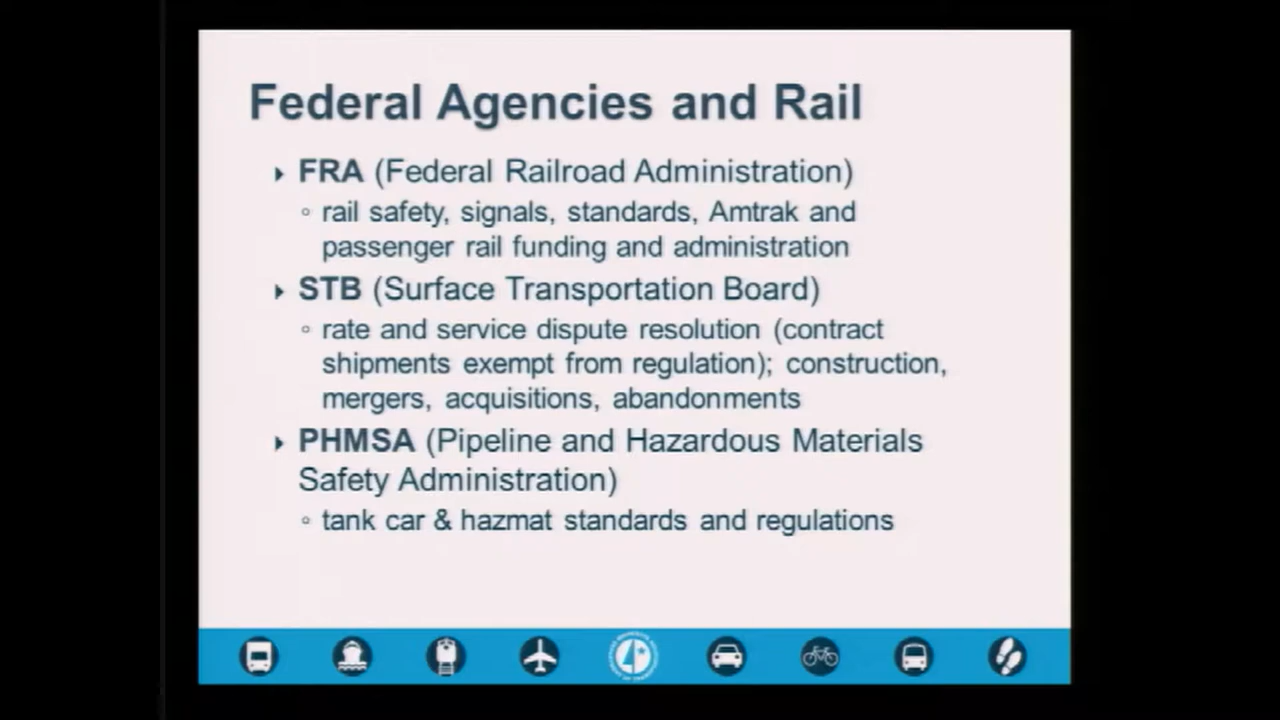 Federal Agencies and Rail
FRA (Federal Railroad Administration)
rail safety, signals, standards, Amtrak and
passenger rail funding and administration
STB (Surface Transportation Board)
rate and service dispute resolution (contract
shipments exempt from regulation); construction,
mergers, acquisitions, abandonments
PHMSA (Pipeline and Hazardous Materials
Safety Administration)
tank car & hazmat standards and regulations